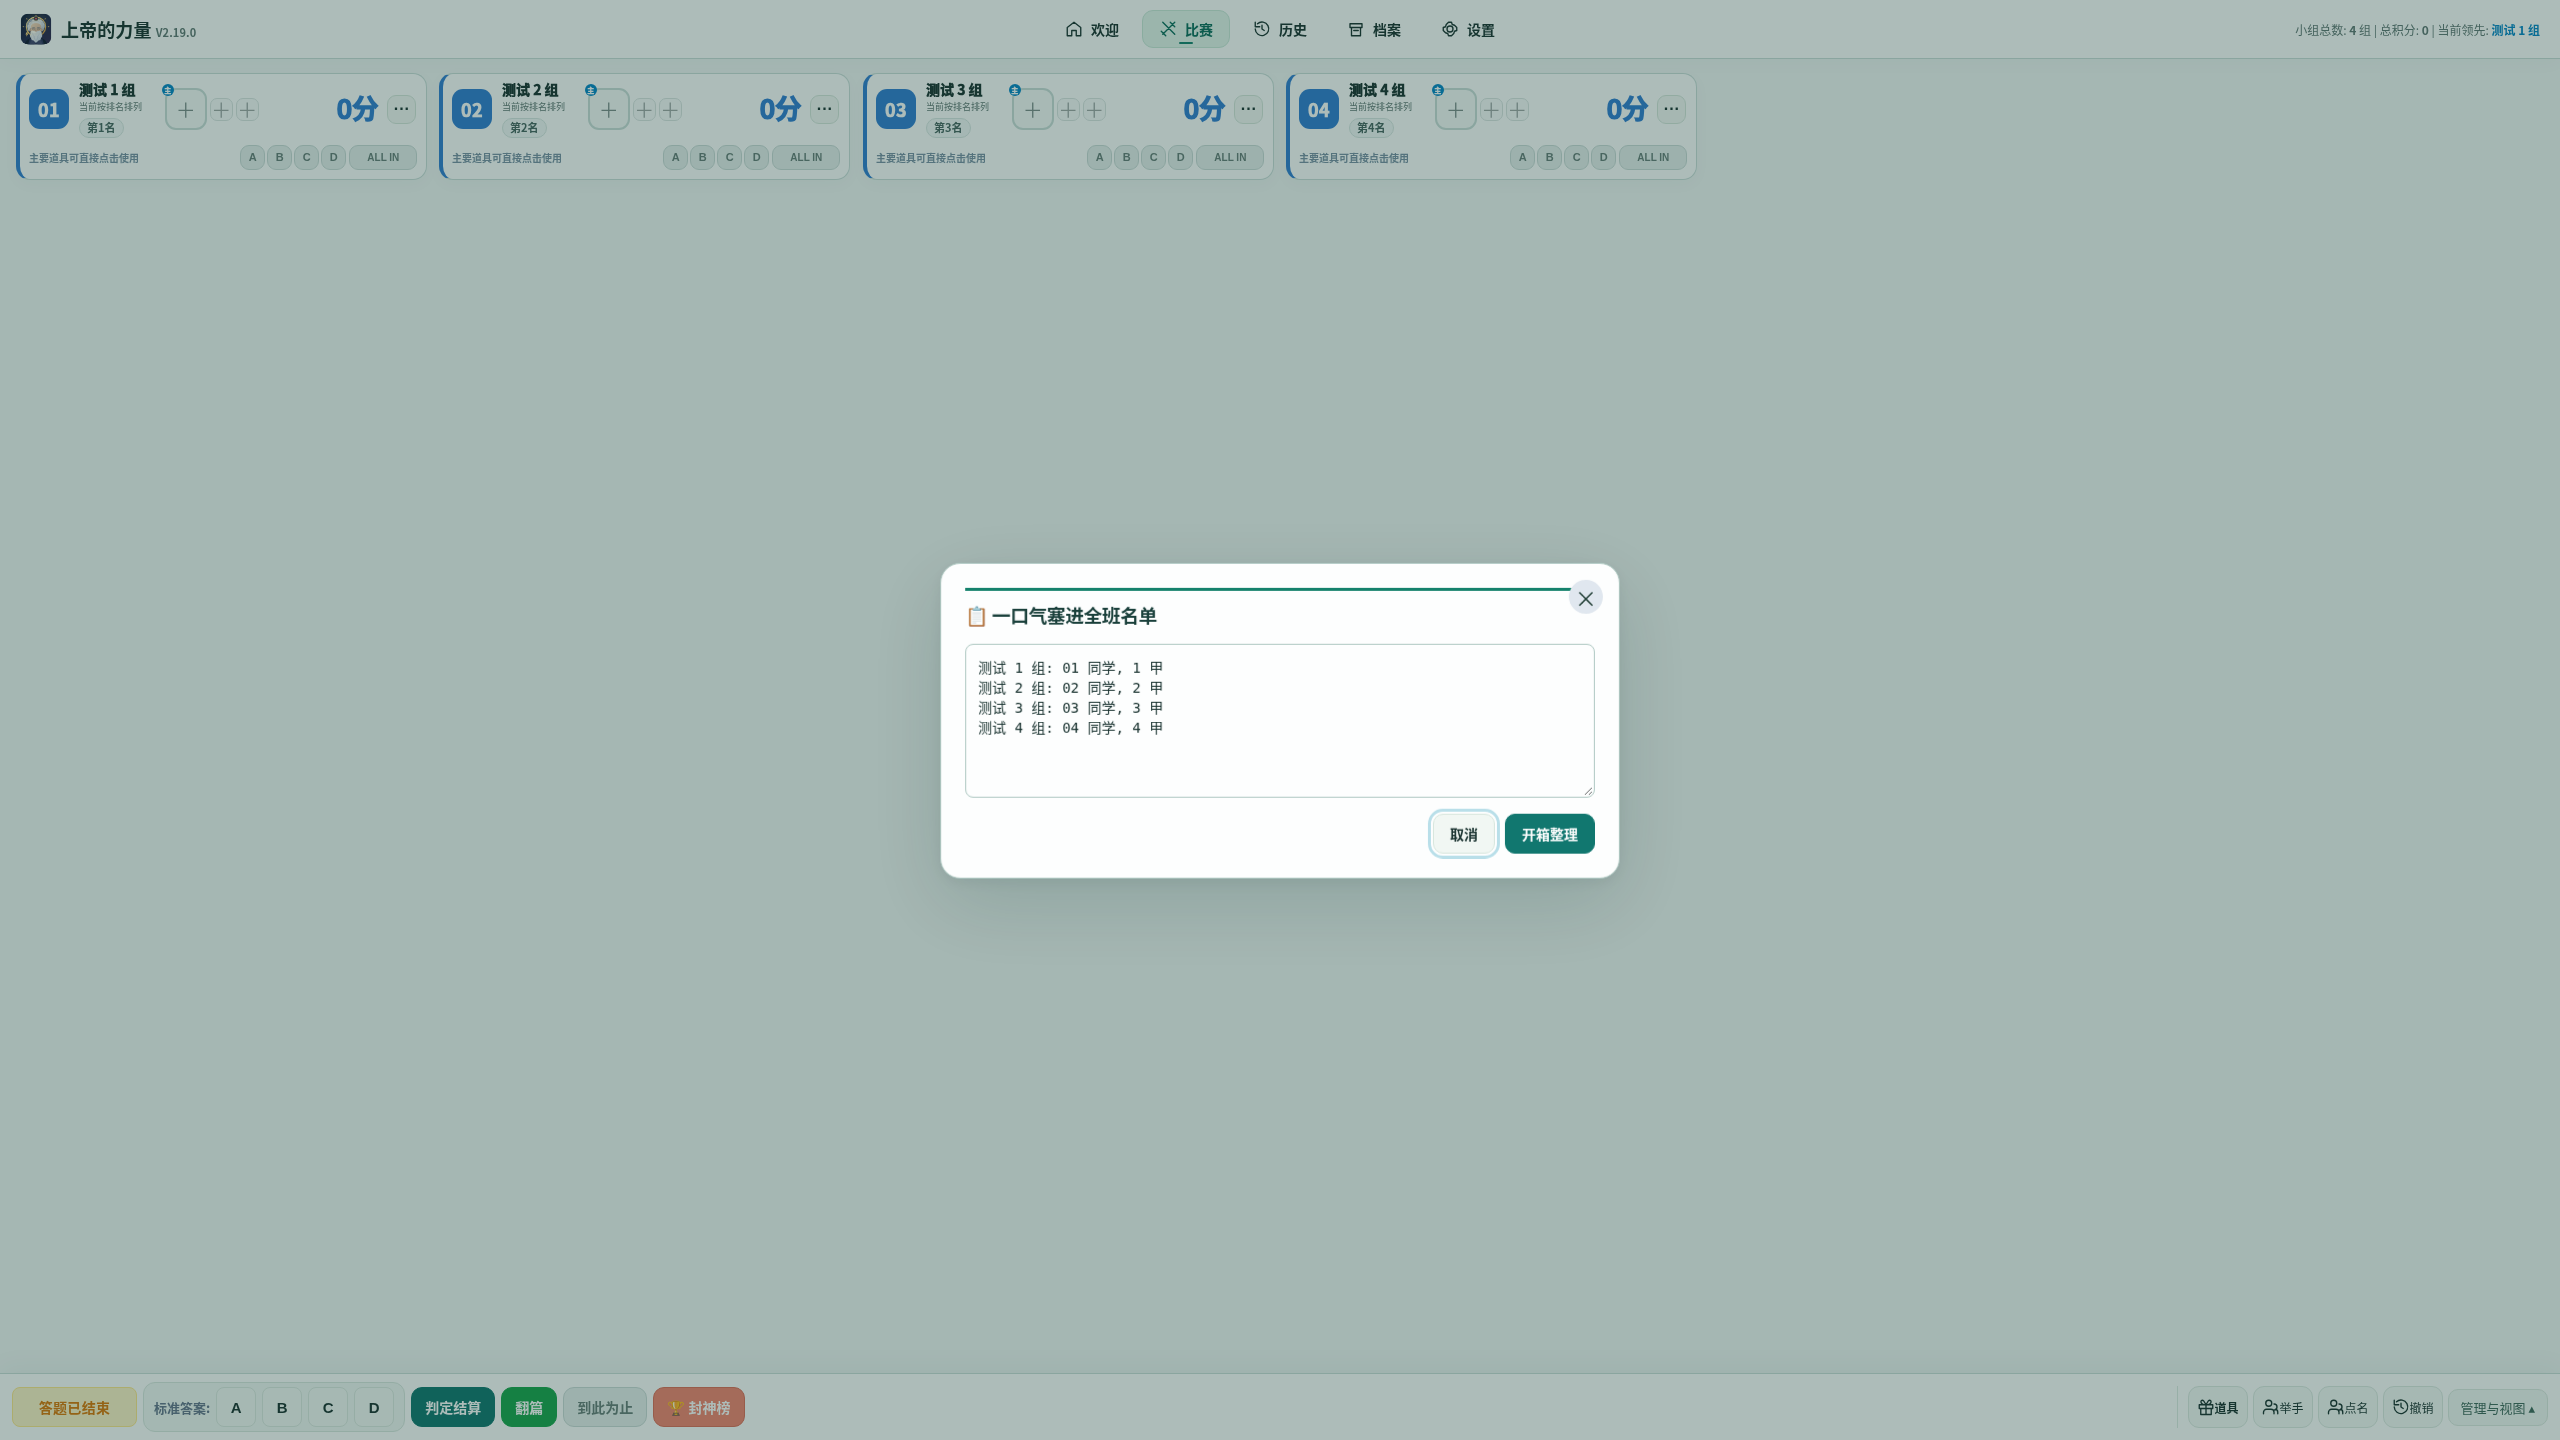 上帝的力量 V2.19.0
欢迎
比赛
历史
档案
设置
小组总数: 4 组 | 总积分: 0 | 当前领先: 测试 1 组
01
测试 1 组
当前按排名排列
第1名
主
0分
主要道具可直接点击使用
A B C D ALL IN
02
测试 2 组
当前按排名排列
第2名
主
0分
主要道具可直接点击使用
A B C D ALL IN
03
测试 3 组
当前按排名排列
第3名
主
0分
主要道具可直接点击使用
A B C D ALL IN
04
测试 4 组
当前按排名排列
第4名
主
0分
主要道具可直接点击使用
A B C D ALL IN
📋 一口气塞进全班名单
测试 1 组: 01 同学, 1 甲
测试 2 组: 02 同学, 2 甲
测试 3 组: 03 同学, 3 甲
测试 4 组: 04 同学, 4 甲
取消
开箱整理
答题已结束
标准答案: A B C D
判定结算
翻篇
到此为止
🏆 封神榜
道具
举手
点名
撤销
管理与视图 ▴